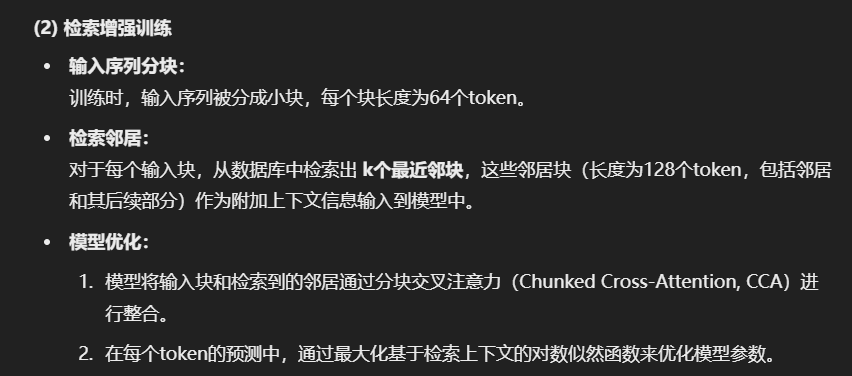 (2) 检索增强训练
• 输入序列分块：
训练时，输入序列被分成小块，每个块长度为64个token。
• 检索邻居：
对于每个输入块，从数据库中检索出 k个最近邻块，这些邻居块（长度为128个token，包括邻居
和其后续部分）作为附加上下文信息输入到模型中。
• 模型优化：
1. 模型将输入块和检索到的邻居通过分块交叉注意力（Chunked Cross-Attention, CCA）进
行整合。
2. 在每个token的预测中，通过最大化基于检索上下文的对数似然函数来优化模型参数。